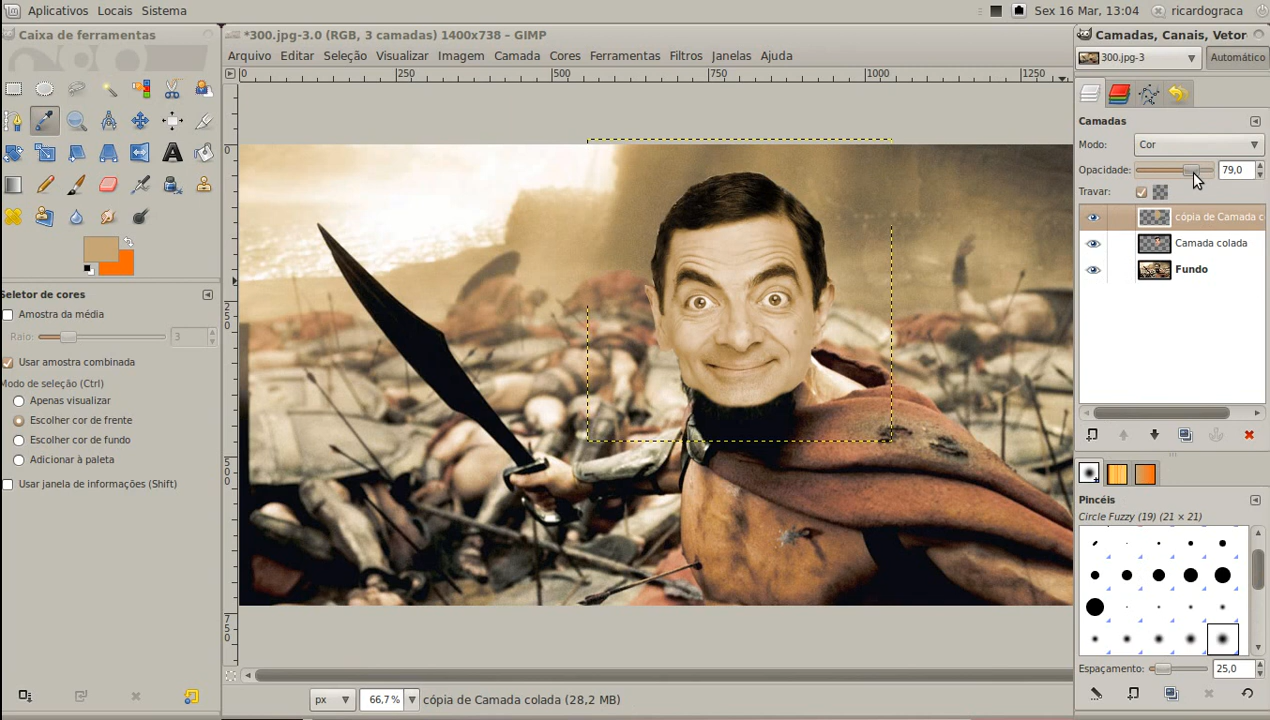 Aplicativos Locais Sistema
Sex 16 Mar, 13:04 ricardograca
Caixa de ferramentas
*300.jpg-3.0 (RGB, 3 camadas) 1400x738 – GIMP
Camadas, Canais, Vetor
Arquivo Editar Seleção Visualizar Imagem Camada Cores Ferramentas Filtros Janelas Ajuda
300.jpg-3 Automático
0 250 500 750 1000 1250
0
250
500
750
Camadas
Modo: Cor
Opacidade: 79,0
Travar:
cópia de Camada c
Camada colada
Fundo
Seletor de cores
Amostra da média
Raio: 3
Usar amostra combinada
Modo de seleção (Ctrl)
Apenas visualizar
Escolher cor de frente
Escolher cor de fundo
Adicionar à paleta
Usar janela de informações (Shift)
Pincéis
Circle Fuzzy (19) (21 × 21)
Espaçamento: 25,0
px 66,7% cópia de Camada colada (28,2 MB)